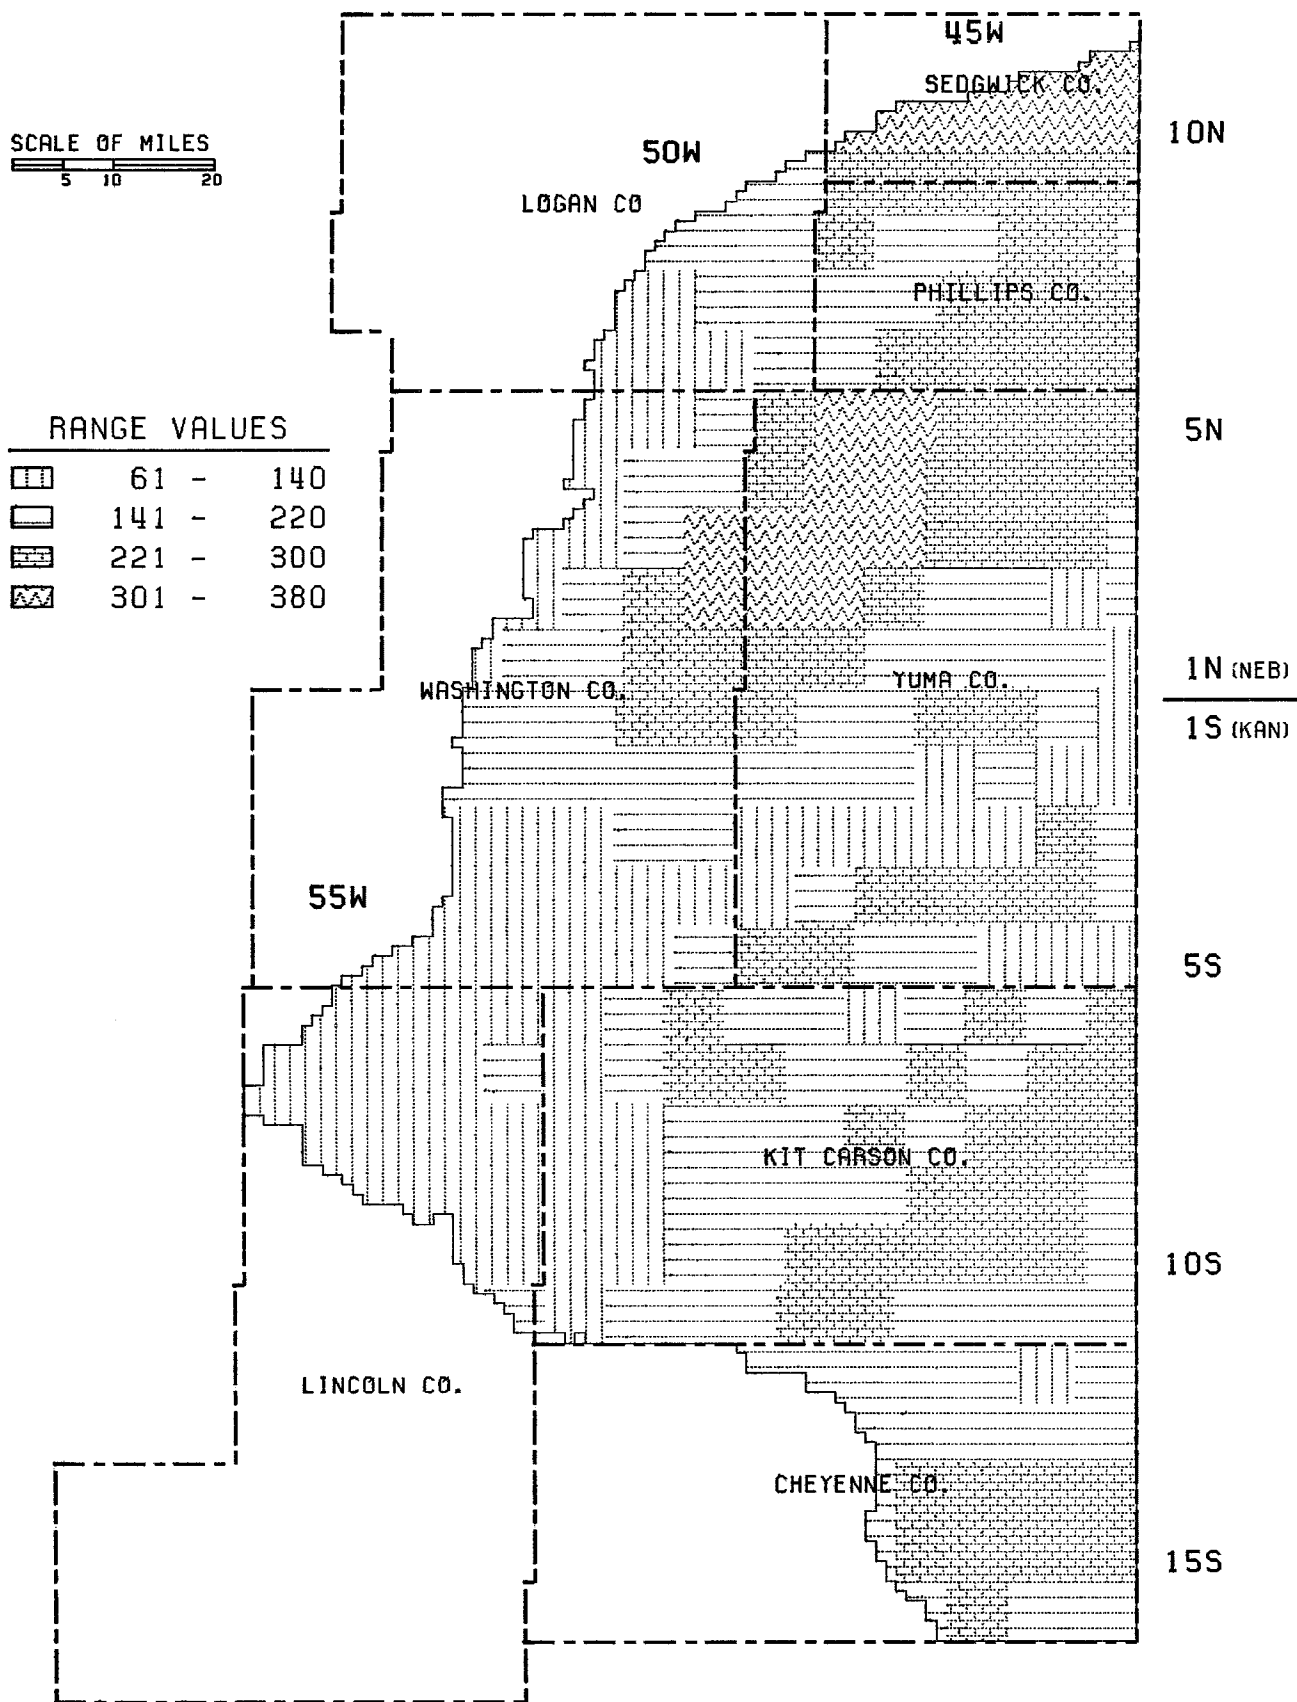 45W
SEDGWICK CO.
10N
SCALE OF MILES
5 10 20
50W
LOGAN CO
PHILLIPS CO.
RANGE VALUES
61 - 140
141 - 220
221 - 300
301 - 380
5N
1N (NEB)
WASHINGTON CO.
YUMA CO.
1S (KAN)
55W
5S
KIT CARSON CO.
10S
LINCOLN CO.
CHEYENNE CO.
15S